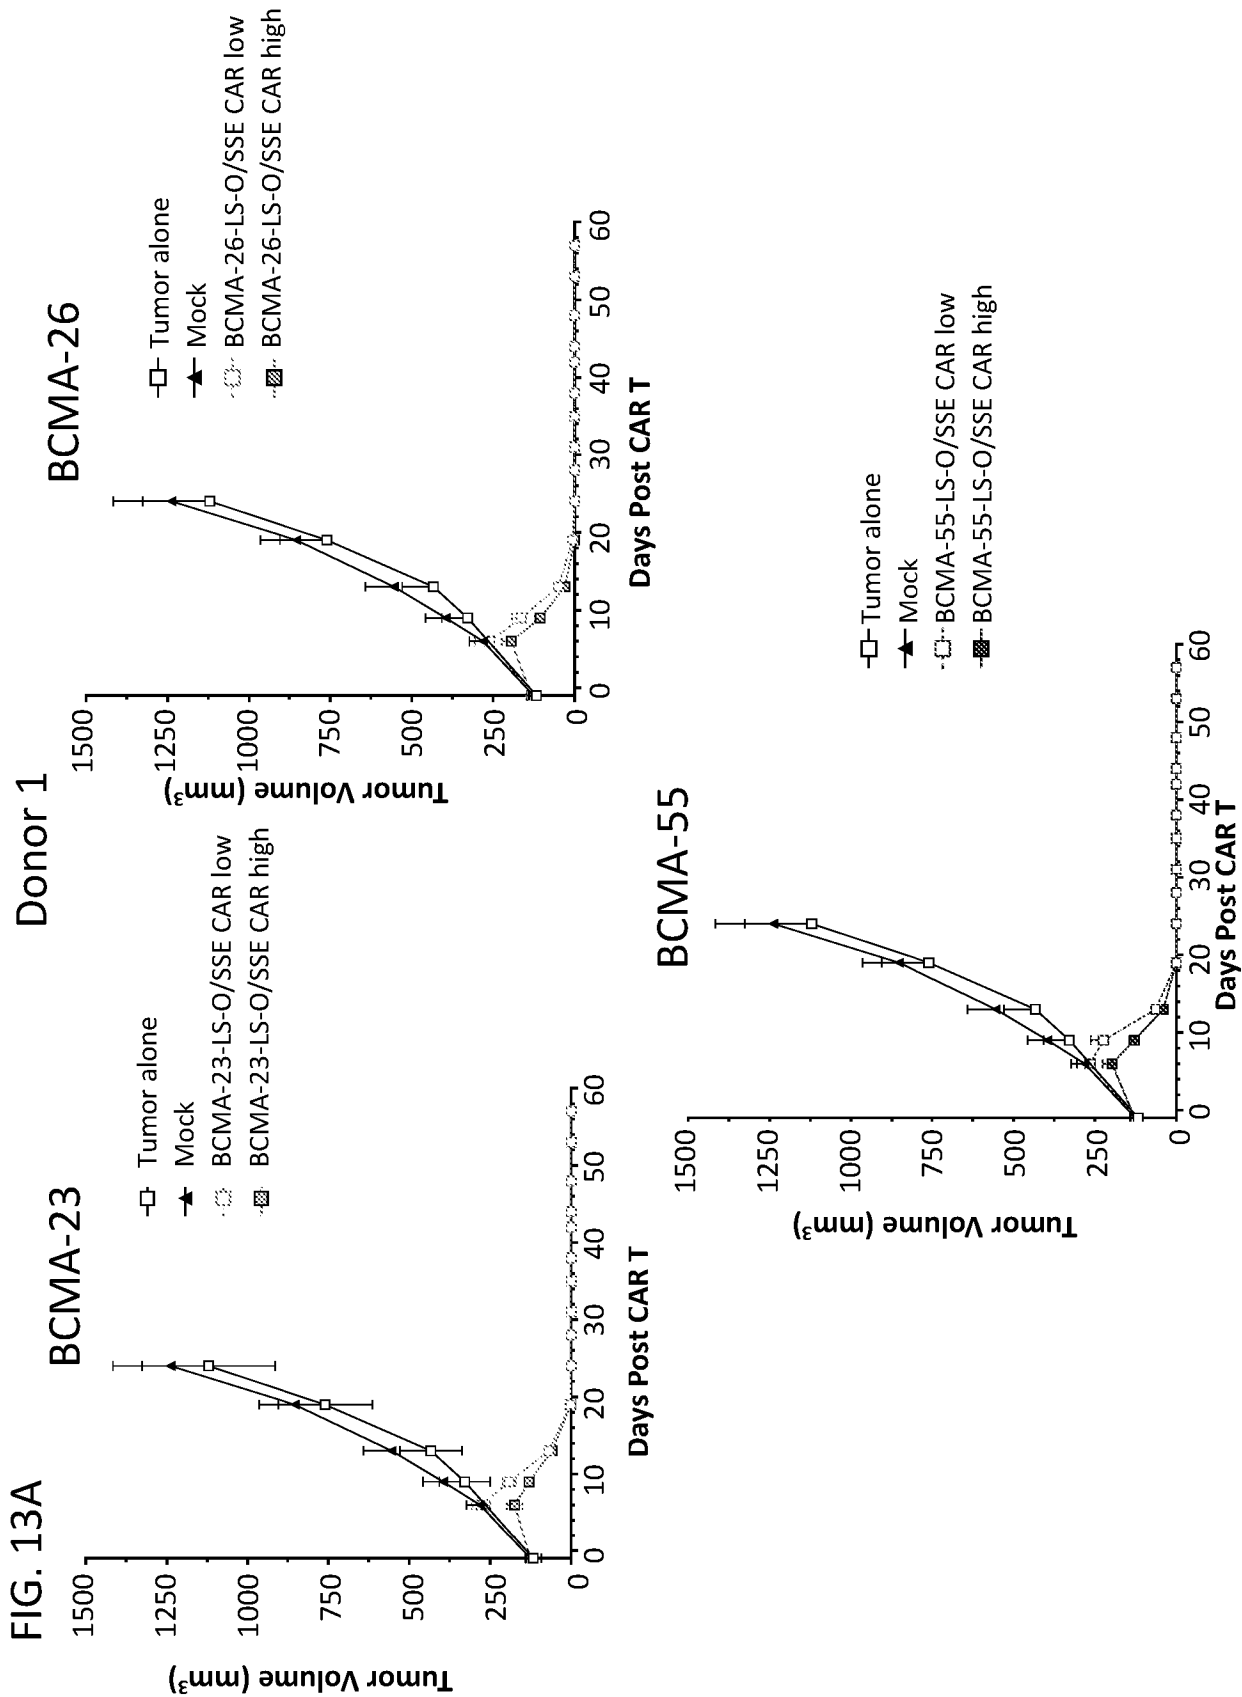 FIG. 13A
Donor 1
BCMA-23
Tumor alone
Mock
BCMA-23-LS-O/SSE CAR low
BCMA-23-LS-O/SSE CAR high
Tumor Volume (mm³)
1500
1250
1000
750
500
250
0
0 10 20 30 40 50 60
Days Post CAR T
BCMA-26
Tumor alone
Mock
BCMA-26-LS-O/SSE CAR low
BCMA-26-LS-O/SSE CAR high
Tumor Volume (mm³)
1500
1250
1000
750
500
250
0
0 10 20 30 40 50 60
Days Post CAR T
BCMA-55
Tumor alone
Mock
BCMA-55-LS-O/SSE CAR low
BCMA-55-LS-O/SSE CAR high
Tumor Volume (mm³)
1500
1250
1000
750
500
250
0
0 10 20 30 40 50 60
Days Post CAR T